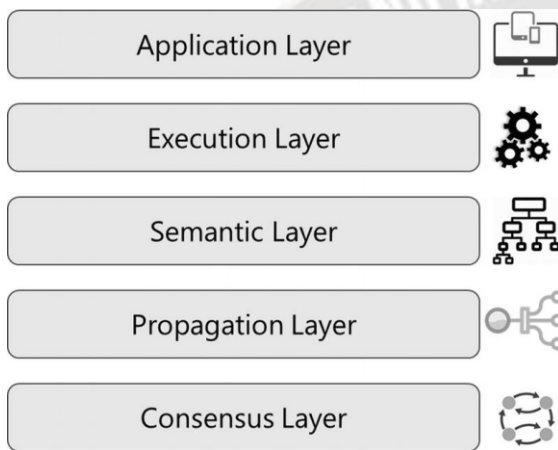 Application Layer
Execution Layer
Semantic Layer
Propagation Layer
Consensus Layer